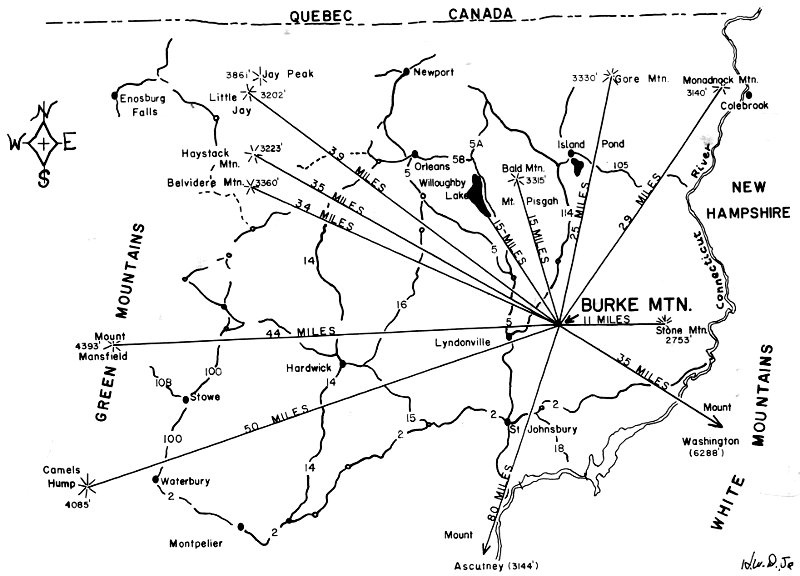 QUEBEC CANADA
3861' Jay Peak
Little
Jay
3202'
Enosburg
Falls
Newport
3330' Gore Mtn.
Monadnock Mtn.
3140'
Colebrook
N
W E
S
Haystack
Mtn.
3223'
Belvidere Mtn.
3360'
39 MILES
35 MILES
34 MILES
5
Orleans
58
5A
Willoughby
Lake
Bald Mtn.
3315'
Mt. Pisgah
Island Pond
105
114
15 MILES
15 MILES
25 MILES
29 MILES
Connecticut River
NEW
HAMPSHIRE
GREEN MOUNTAINS
14
16
5
BURKE MTN.
11 MILES
Stone Mtn.
2753'
5
Lyndonville
4393'
Mount
Mansfield
44 MILES
Hardwick
14
100
108
Stowe
50 MILES
15
35 MILES
Mount
Washington
(6288')
WHITE MOUNTAINS
2
2
2
St Johnsbury
18
100
14
Camels
Hump
4085'
Waterbury
2
2
Montpelier
80 MILES
Mount
Ascutney (3144')